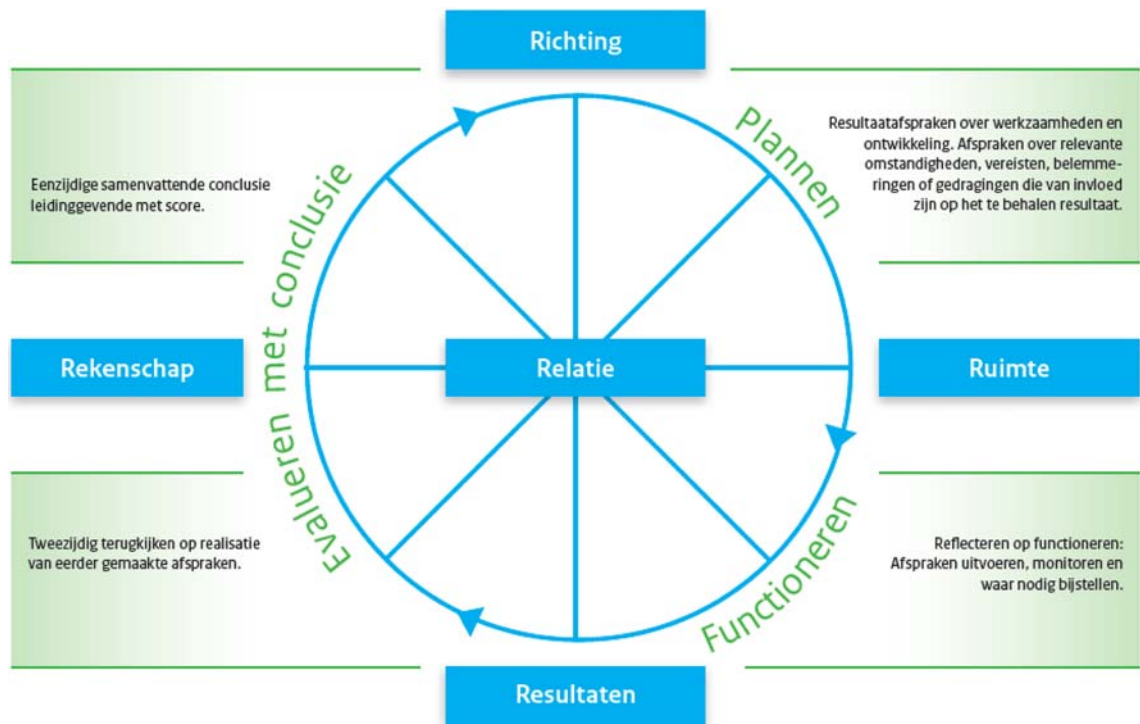 Richting
Plannen
Resultaatafspraken over werkzaamheden en
ontwikkeling. Afspraken over relevante
omstandigheden, vereisten, belemme-
ringen of gedragingen die van invloed
zijn op het te behalen resultaat.
Eenzijdige samenvattende conclusie
leidinggevende met score.
Evalueren met conclusie
Rekenschap
Relatie
Ruimte
Tweezijdig terugkijken op realisatie
van eerder gemaakte afspraken.
Functioneren
Reflecteren op functioneren:
Afspraken uitvoeren, monitoren en
waar nodig bijstellen.
Resultaten